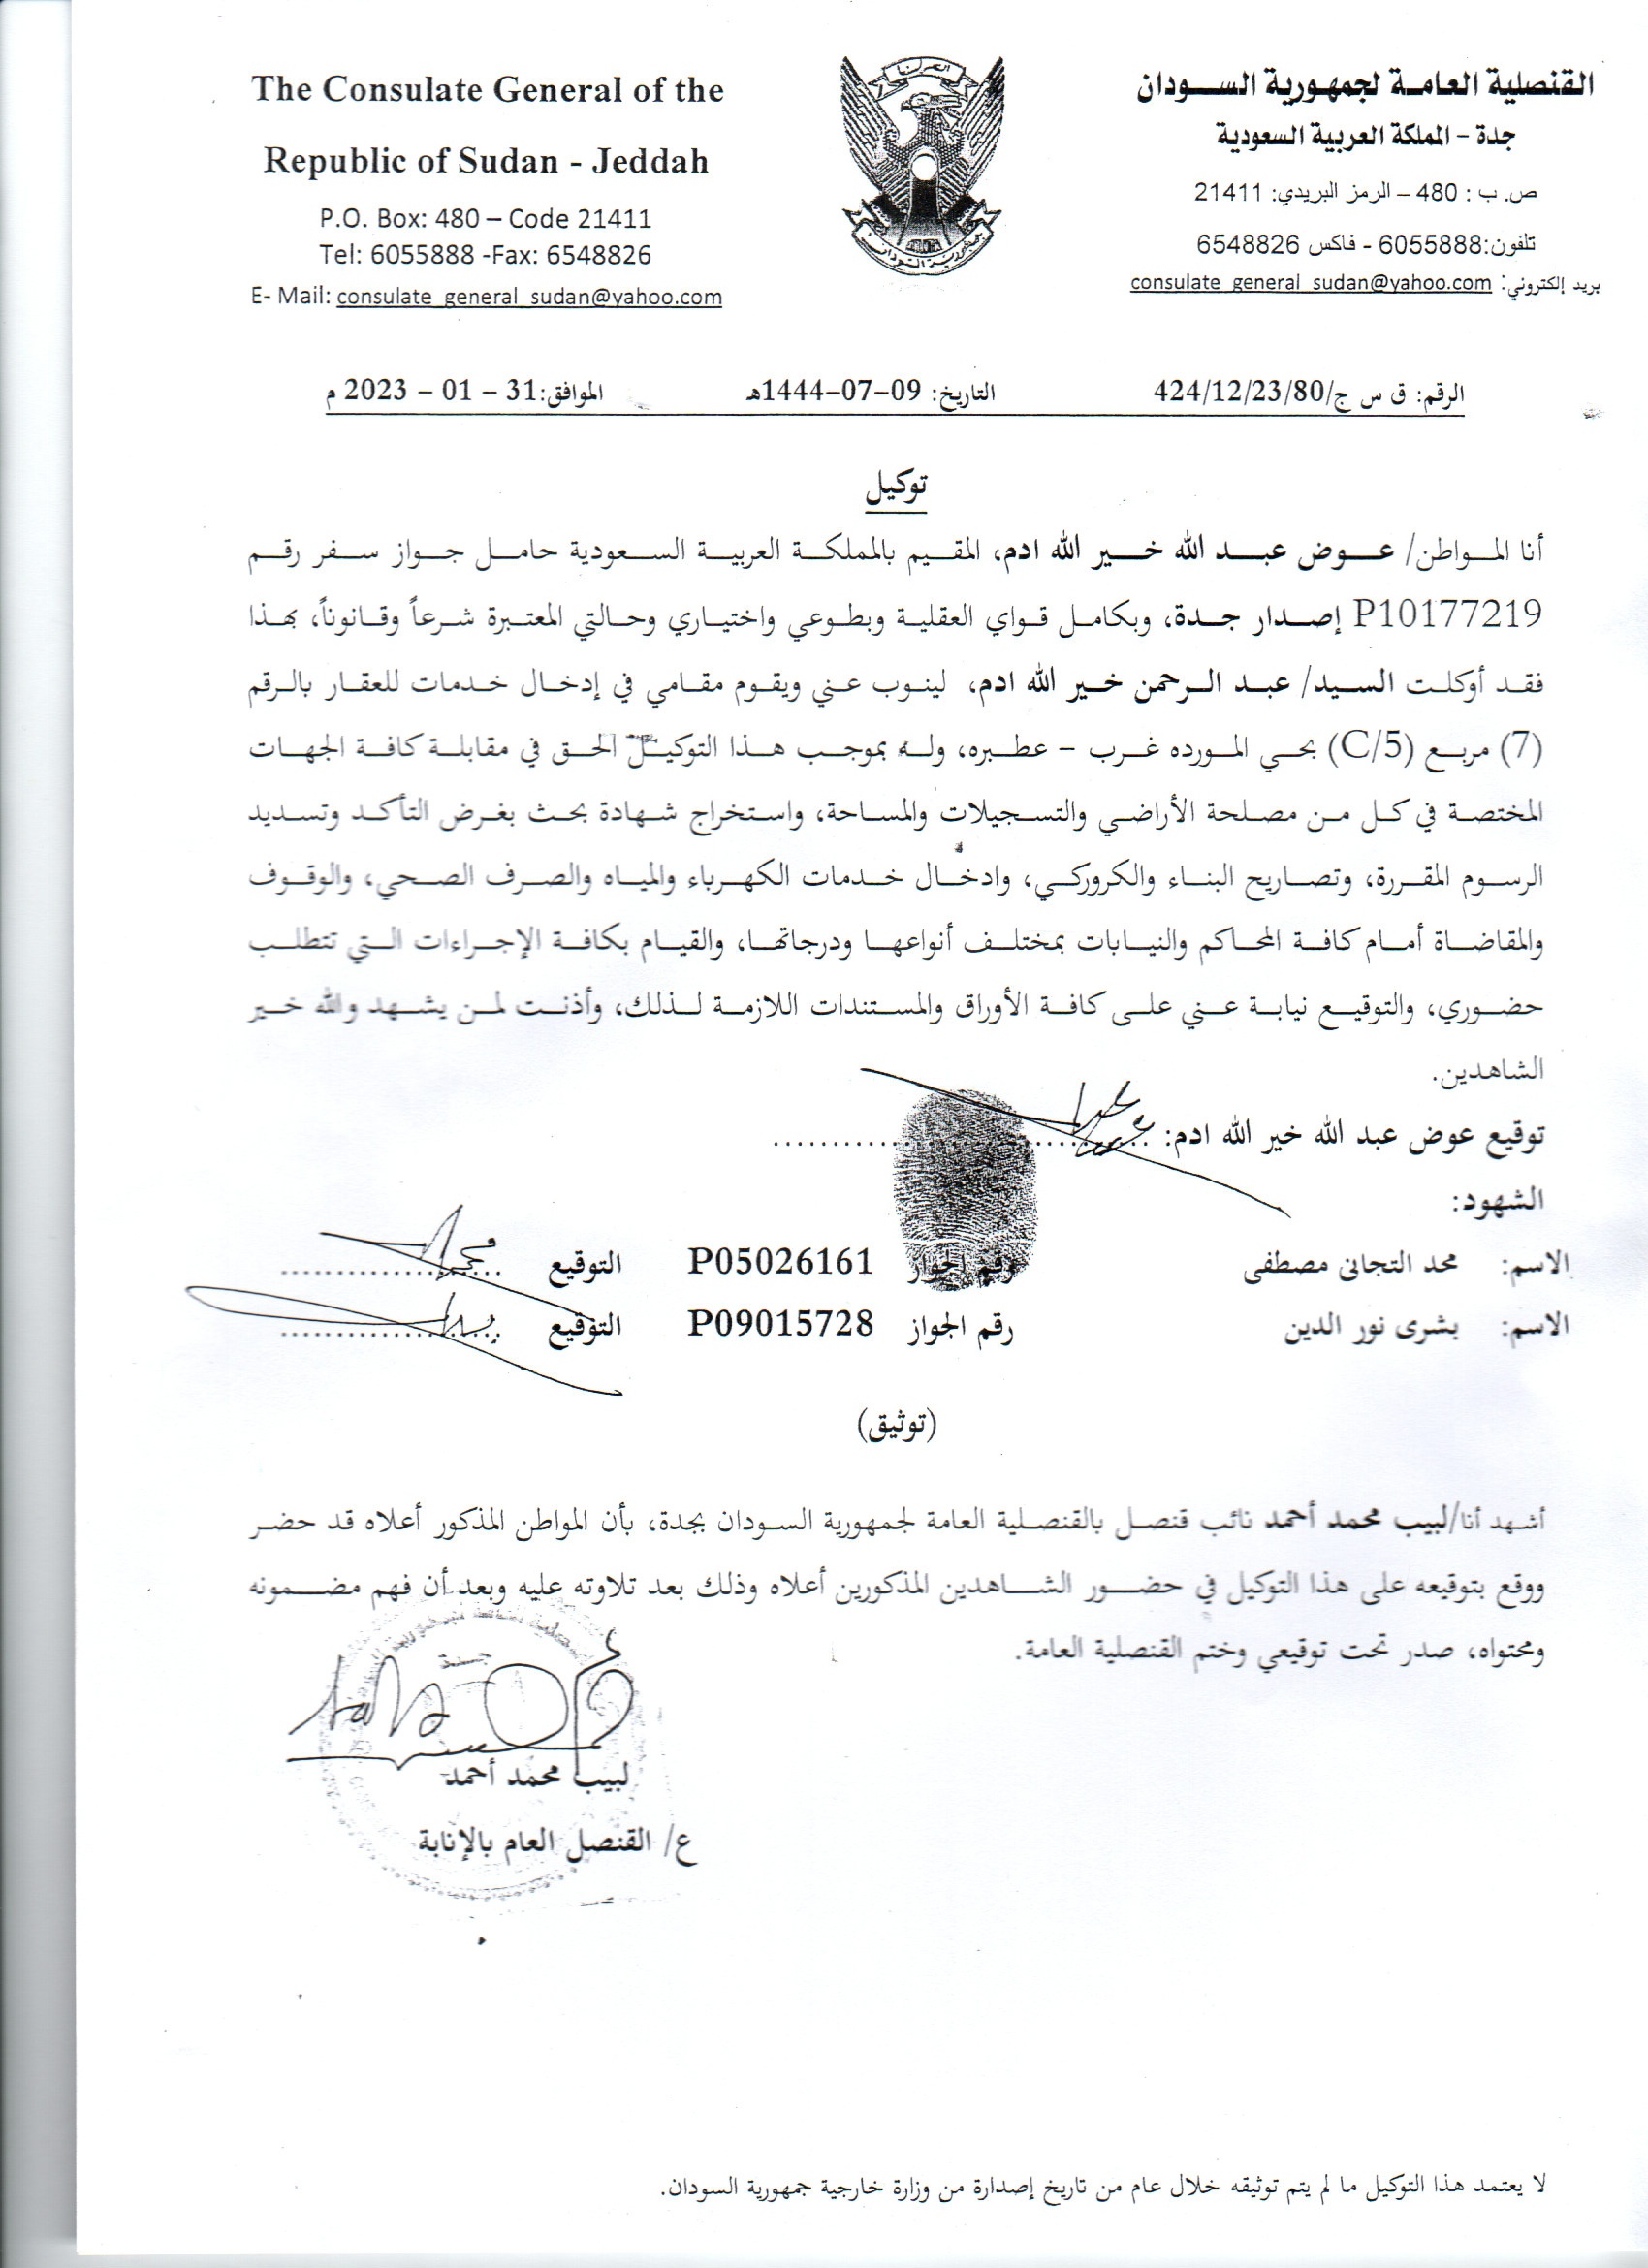 The Consulate General of the
Republic of Sudan - Jeddah
P.O. Box: 480 – Code 21411
Tel: 6055888 -Fax: 6548826
E- Mail: consulate_general_sudan@yahoo.com
القنصلية العامة لجمهورية السودان
جدة - المملكة العربية السعودية
ص. ب : 480 – الرمز البريدي: 21411
تلفون:6055888 - فاكس 6548826
بريد إلكتروني: consulate_general_sudan@yahoo.com
جمهورية السودان
الرقم: ق س ج/424/12/23/80 التاريخ: 09-07-1444هـ الموافق:31 – 01 – 2023 م
توكيل
أنا المواطن/ عوض عبد الله خير الله ادم، المقيم بالمملكة العربية السعودية حامل جواز سفر رقم
P10177219 إصدار جدة، وبكامل قواي العقلية وبطوعي واختياري وحالتي المعتبرة شرعاً وقانوناً، بهذا
فقد أوكلت السيد/ عبد الرحمن خير الله ادم، لينوب عني ويقوم مقامي في إدخال خدمات للعقار بالرقم
(7) مربع (C/5) بحي المورده غرب – عطبره، وله بموجب هذا التوكيل الحق في مقابلة كافة الجهات
المختصة في كل من مصلحة الأراضي والتسجيلات والمساحة، واستخراج شهادة بحث بغرض التأكد وتسديد
الرسوم المقررة، وتصاريح البناء والكروركي، وادخال خدمات الكهرباء والمياه والصرف الصحي، والوقوف
والمقاضاة أمام كافة المحاكم والنيابات بمختلف أنواعها ودرجاتها، والقيام بكافة الإجراءات التي تتطلب
حضوري، والتوقيع نيابة عني على كافة الأوراق والمستندات اللازمة لذلك، وأذنت لمن يشهد والله خير
الشاهدين.
توقيع عوض عبد الله خير الله ادم: ........................
الشهود:
الاسم: محمد التجانى مصطفى رقم الجواز P05026161 التوقيع ....................
الاسم: بشرى نور الدين رقم الجواز P09015728 التوقيع ....................
(توثيق)
أشهد أنا/لبيب محمد أحمد نائب قنصل بالقنصلية العامة لجمهورية السودان بجدة، بأن المواطن المذكور أعلاه قد حضر
ووقع بتوقيعه على هذا التوكيل في حضور الشاهدين المذكورين أعلاه وذلك بعد تلاوته عليه وبعد أن فهم مضمونه
ومحتواه، صدر تحت توقيعي وختم القنصلية العامة.
جدة
لبيب محمد أحمد
ع/ القنصل العام بالإنابة
لا يعتمد هذا التوكيل ما لم يتم توثيقه خلال عام من تاريخ إصدارة من وزارة خارجية جمهورية السودان.